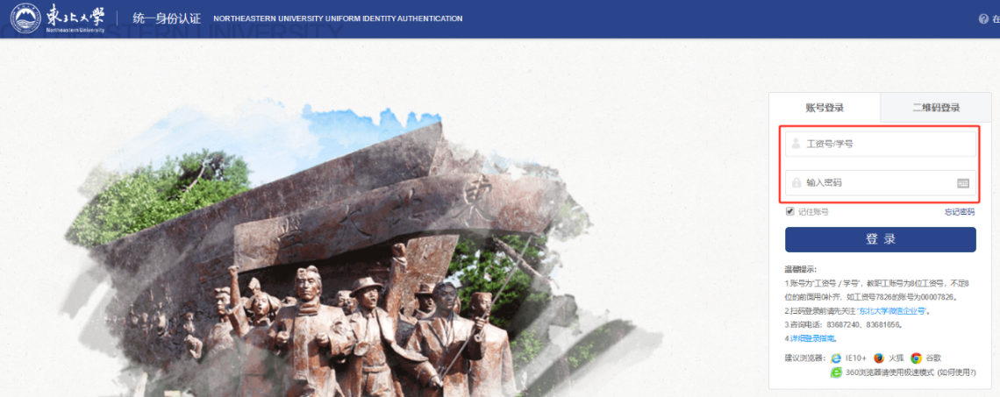 東北大学
Northeastern University
统一身份认证
NORTHEASTERN UNIVERSITY UNIFORM IDENTITY AUTHENTICATION
在
账号登录
二维码登录
工资号/学号
输入密码
记住账号
忘记密码
登 录
温馨提示：
1.账号为“工资号 / 学号”，教职工账号为8位工资号，不足8
位的前面用0补齐，如工资号7826的账号为00007826。
2.扫码登录前请先关注“东北大学微信企业号”。
3.咨询电话：83687240、83681656。
4.详细登录指南。
建议浏览器：
IE10+
火狐
谷歌
360浏览器请使用极速模式 (如何使用?)
東北大学